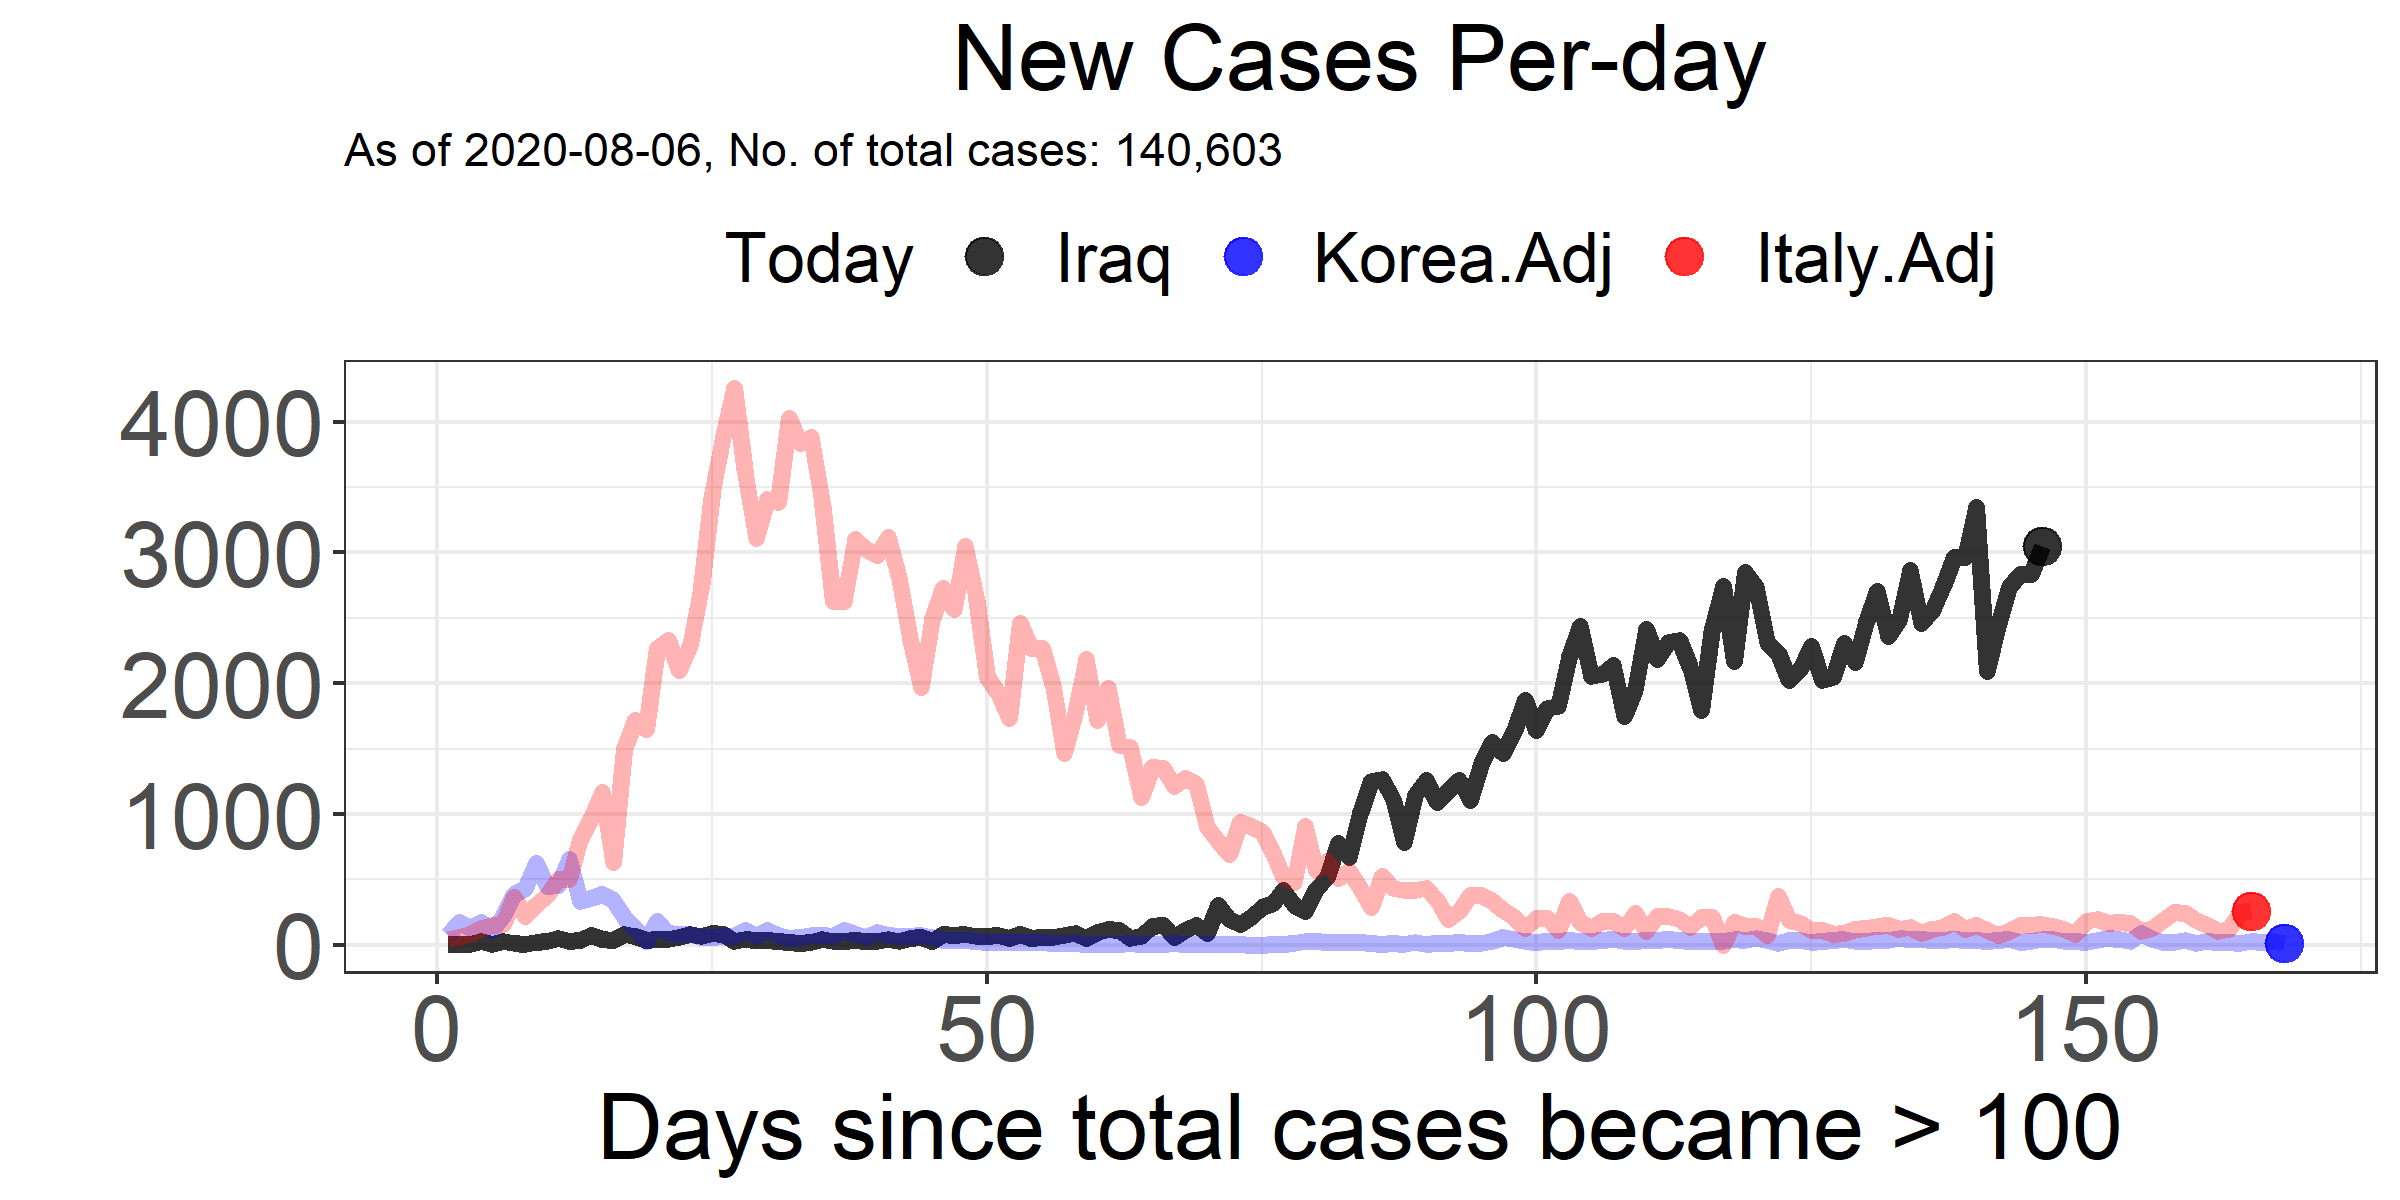 New Cases Per-day
As of 2020-08-06, No. of total cases: 140,603
Today Iraq Korea.Adj Italy.Adj
4000
3000
2000
1000
0
0 50 100 150
Days since total cases became > 100